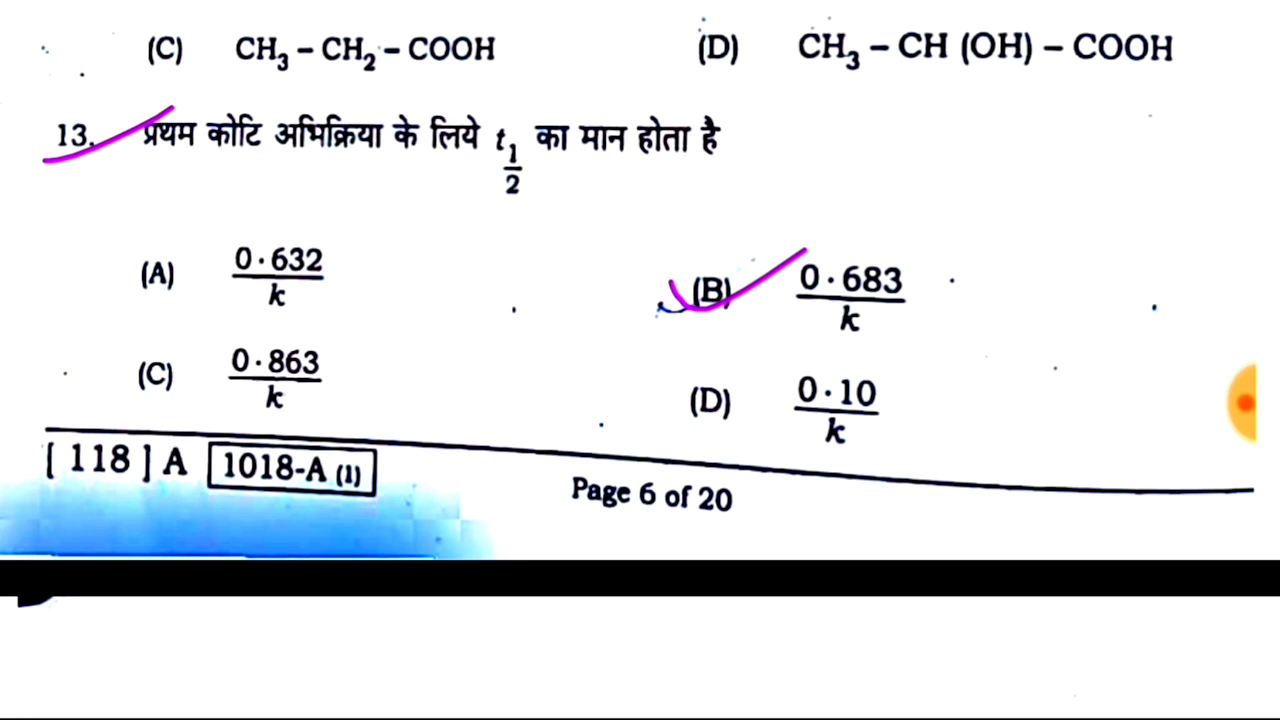 (C) CH₃ – CH₂ – COOH (D) CH₃ – CH (OH) – COOH
13. प्रथम कोटि अभिक्रिया के लिये t1/2 का मान होता है
(A) 0·632/k (B) 0·683/k
(C) 0·863/k (D) 0·10/k
[ 118 ] A 1018-A (1) Page 6 of 20